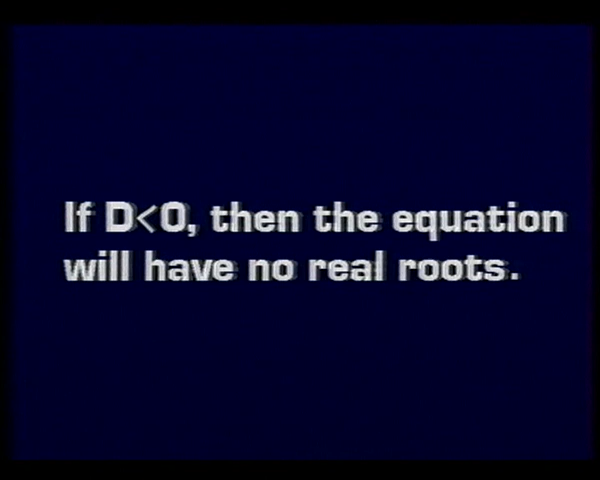 If D<0, then the equation
will have no real roots.